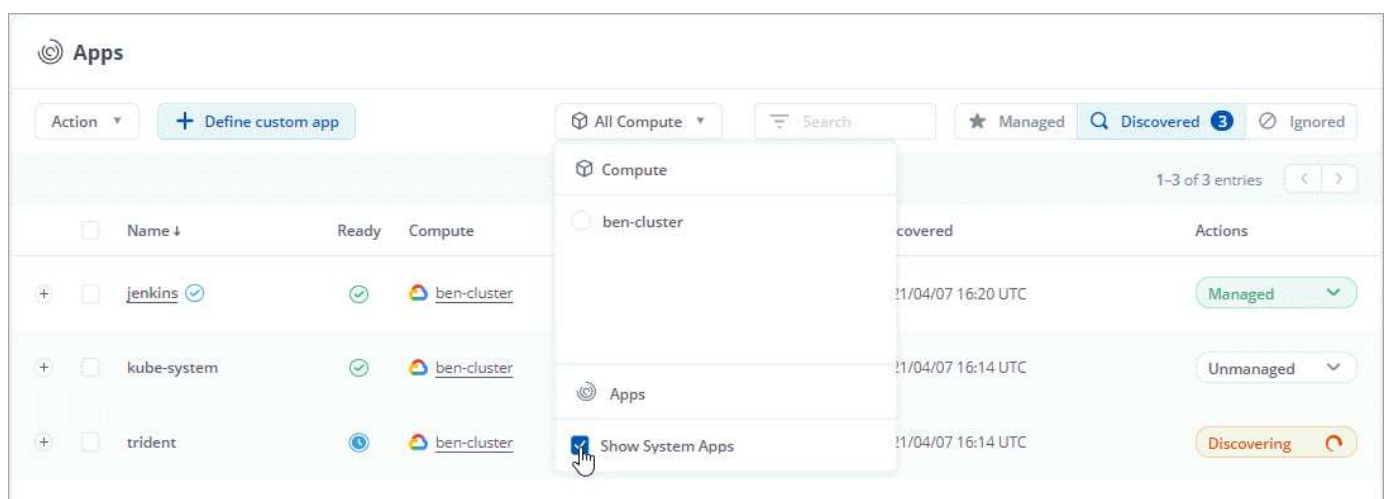 Apps
Action + Define custom app All Compute Search Managed Discovered 3 Ignored
Compute 1–3 of 3 entries
Name Ready Compute ben-cluster covered Actions
jenkins ben-cluster 21/04/07 16:20 UTC Managed
kube-system ben-cluster 21/04/07 16:14 UTC Unmanaged
Apps
trident ben-cluster Show System Apps 21/04/07 16:14 UTC Discovering